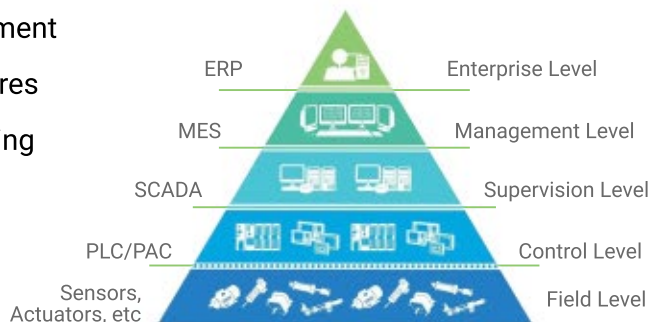 ment
res
ing
ERP
Enterprise Level
MES
Management Level
SCADA
Supervision Level
PLC/PAC
Control Level
Sensors,
Actuators, etc
Field Level